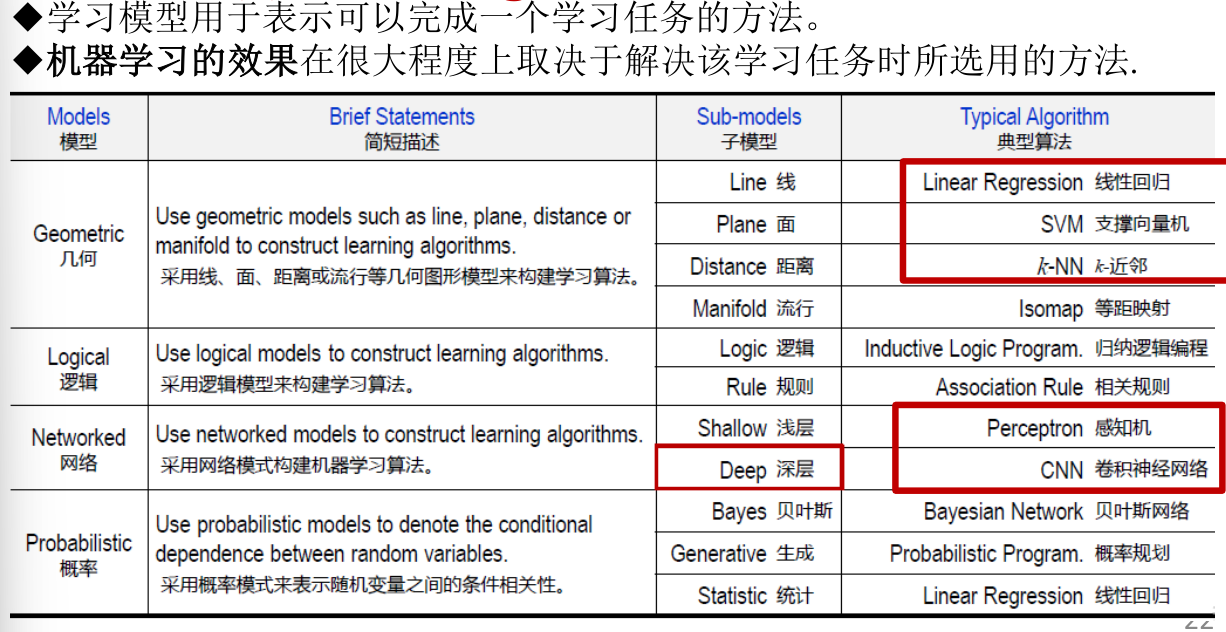 ◆学习模型用于表示可以完成一个学习任务的方法。
◆机器学习的效果在很大程度上取决于解决该学习任务时所选用的方法.
Models Brief Statements Sub-models Typical Algorithm
模型 简短描述 子模型 典型算法
Geometric
几何
Use geometric models such as line, plane, distance or
manifold to construct learning algorithms.
采用线、面、距离或流行等几何图形模型来构建学习算法。
Line 线 Linear Regression 线性回归
Plane 面 SVM 支撑向量机
Distance 距离 k-NN k-近邻
Manifold 流行 Isomap 等距映射
Logical
逻辑
Use logical models to construct learning algorithms.
采用逻辑模型来构建学习算法。
Logic 逻辑 Inductive Logic Program. 归纳逻辑编程
Rule 规则 Association Rule 相关规则
Networked
网络
Use networked models to construct learning algorithms.
采用网络模式构建机器学习算法。
Shallow 浅层 Perceptron 感知机
Deep 深层 CNN 卷积神经网络
Probabilistic
概率
Use probabilistic models to denote the conditional
dependence between random variables.
采用概率模式来表示随机变量之间的条件相关性。
Bayes 贝叶斯 Bayesian Network 贝叶斯网络
Generative 生成 Probabilistic Program. 概率规划
Statistic 统计 Linear Regression 线性回归